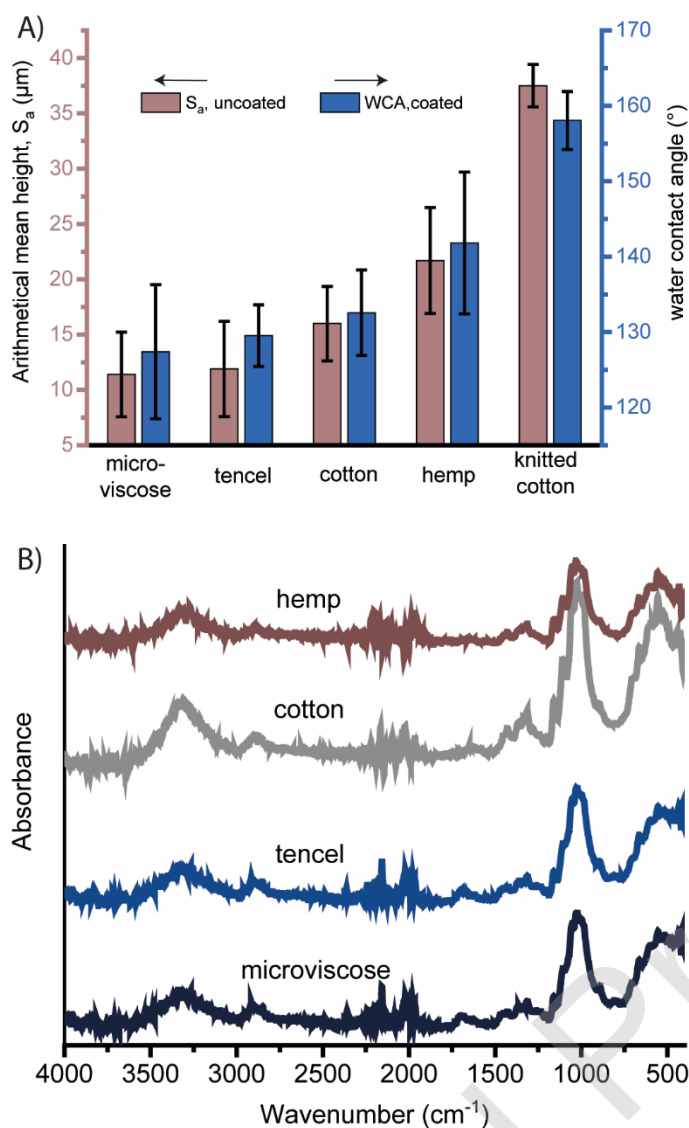 A)
Arithmetical mean height, Sa (μm)
40
35
30
25
20
15
10
5
Sa, uncoated
WCA,coated
170
160
150
140
130
120
water contact angle (°)
micro-
viscose
tencel
cotton
hemp
knitted
cotton
B)
Absorbance
hemp
cotton
tencel
microviscose
4000 3500 3000 2500 2000 1500 1000 500
Wavenumber (cm⁻¹)